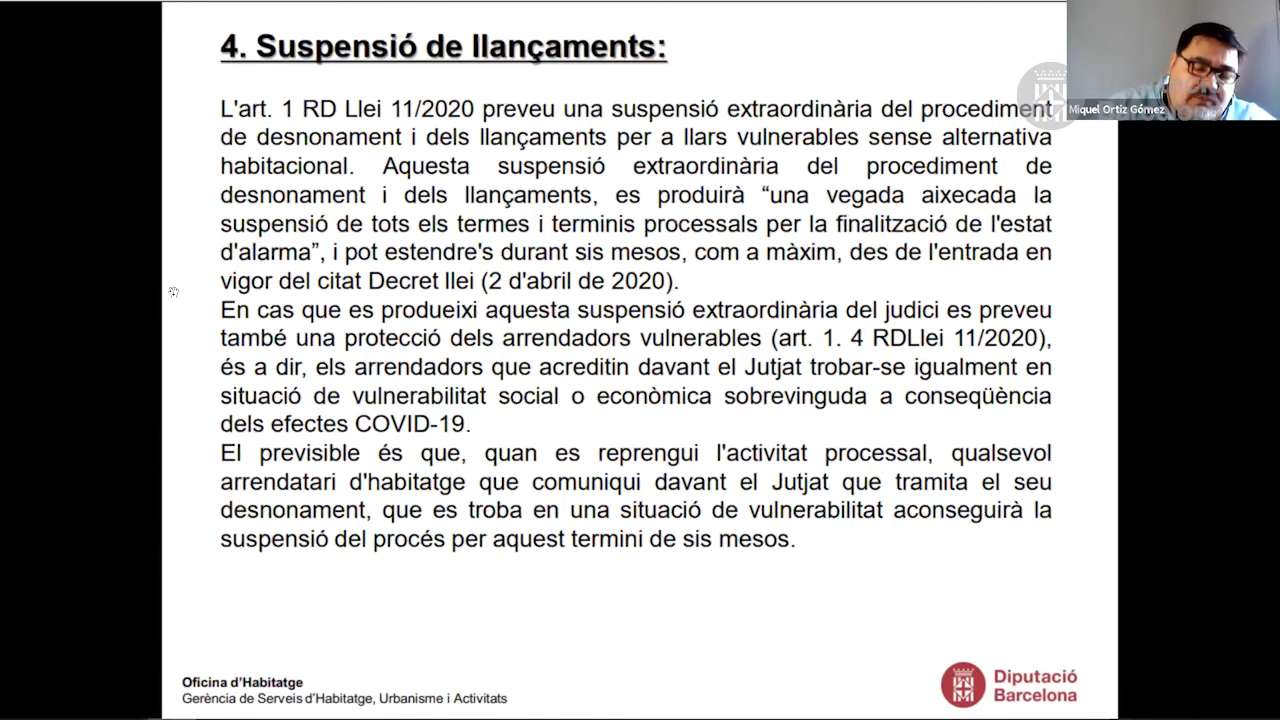 4. Suspensió de llançaments:
L'art. 1 RD Llei 11/2020 preveu una suspensió extraordinària del procediment
de desnonament i dels llançaments per a llars vulnerables sense alternativa
habitacional. Aquesta suspensió extraordinària del procediment de
desnonament i dels llançaments, es produirà “una vegada aixecada la
suspensió de tots els termes i terminis processals per la finalització de l'estat
d'alarma”, i pot estendre's durant sis mesos, com a màxim, des de l'entrada en
vigor del citat Decret llei (2 d'abril de 2020).
En cas que es produeixi aquesta suspensió extraordinària del judici es preveu
també una protecció dels arrendadors vulnerables (art. 1. 4 RDLlei 11/2020),
és a dir, els arrendadors que acreditin davant el Jutjat trobar-se igualment en
situació de vulnerabilitat social o econòmica sobrevinguda a conseqüència
dels efectes COVID-19.
El previsible és que, quan es reprengui l'activitat processal, qualsevol
arrendatari d'habitatge que comuniqui davant el Jutjat que tramita el seu
desnonament, que es troba en una situació de vulnerabilitat aconseguirà la
suspensió del procés per aquest termini de sis mesos.
Miquel Ortiz Gómez
Oficina d'Habitatge
Gerència de Serveis d'Habitatge, Urbanisme i Activitats
Diputació
Barcelona